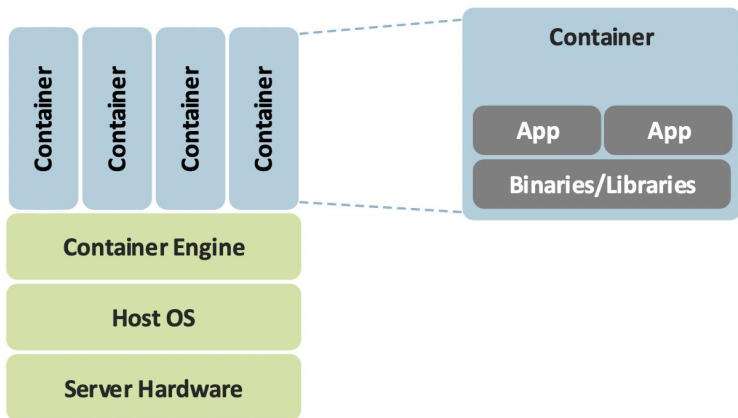 Container
Container
Container
Container
Container Engine
Host OS
Server Hardware
Container
App
App
Binaries/Libraries